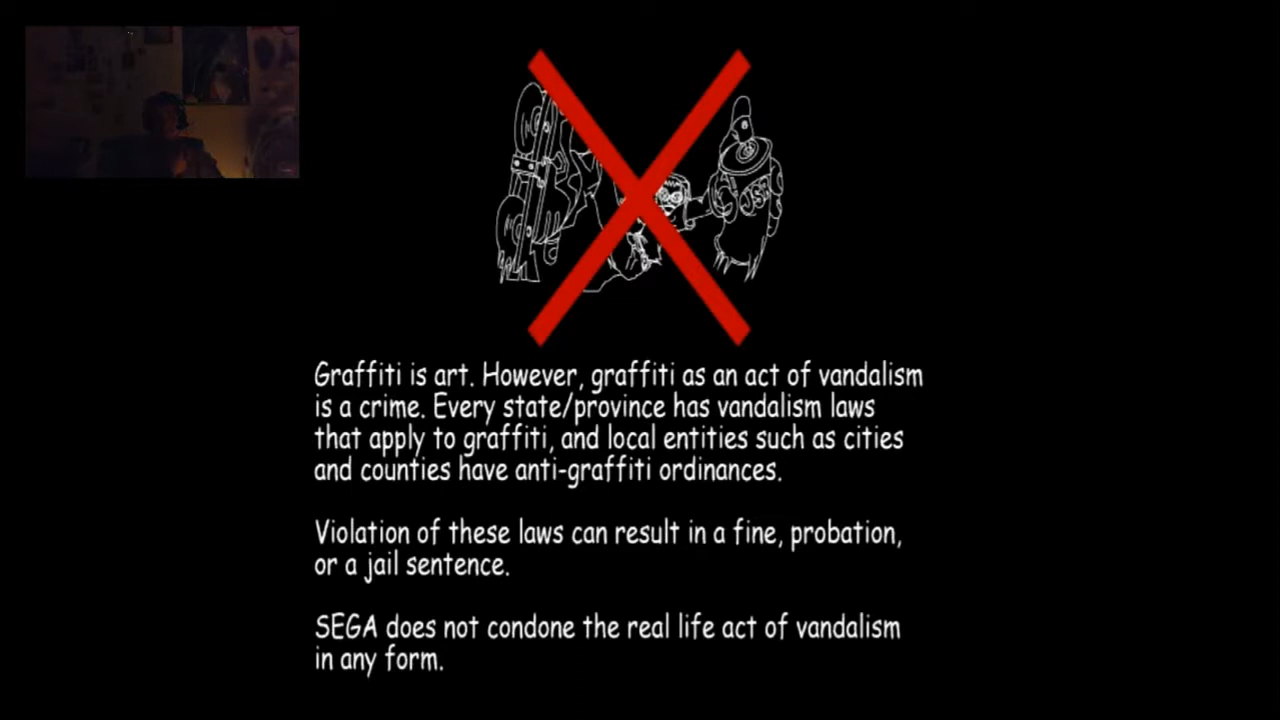 JSR
Graffiti is art. However, graffiti as an act of vandalism
is a crime. Every state/province has vandalism laws
that apply to graffiti, and local entities such as cities
and counties have anti-graffiti ordinances.
Violation of these laws can result in a fine, probation,
or a jail sentence.
SEGA does not condone the real life act of vandalism
in any form.